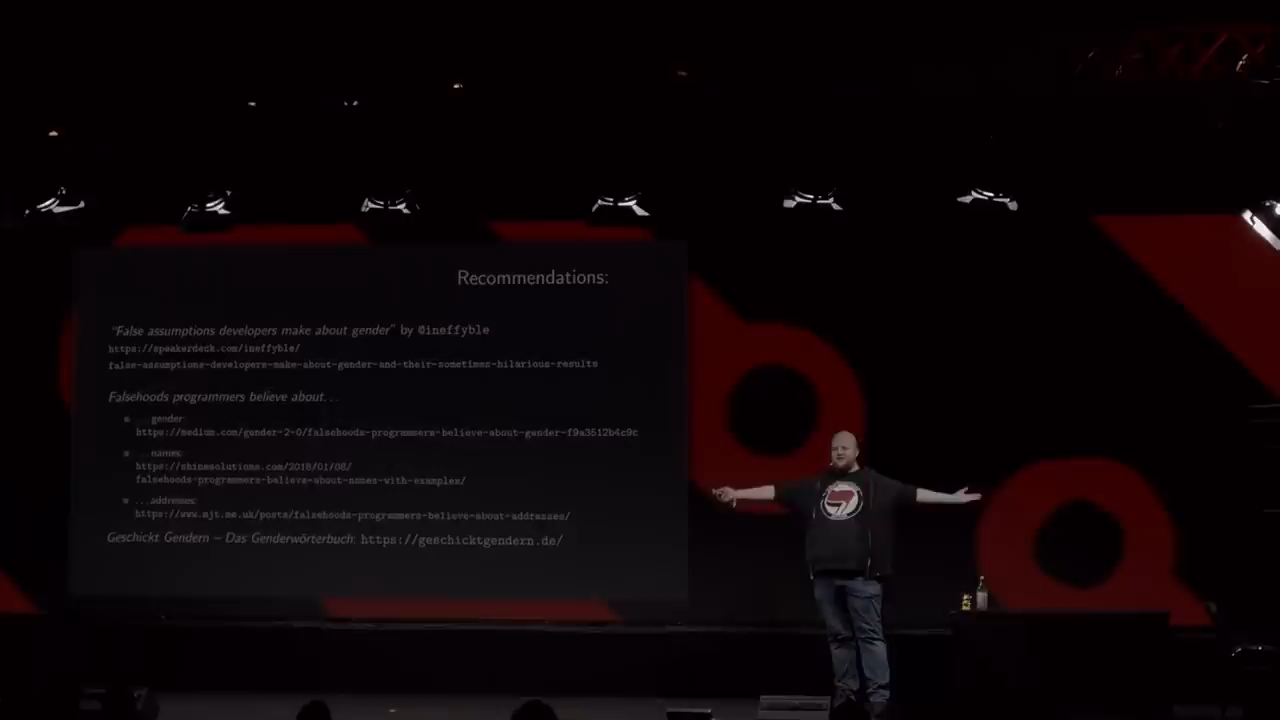 Recommendations:
"False assumptions developers make about gender" by @ineffyble
https://speakerdeck.com/ineffyble/
false-assumptions-developers-make-about-gender-and-their-sometimes-hilarious-results
Falsehoods programmers believe about...
...gender:
https://medium.com/gender-2-0/falsehoods-programmers-believe-about-gender-f9a3512b4c9c
...names:
https://shinesolutions.com/2018/01/08/
falsehoods-programmers-believe-about-names-with-examples/
...addresses:
https://www.mjt.me.uk/posts/falsehoods-programmers-believe-about-addresses/
Geschickt Gendern – Das Genderwörterbuch: https://geschicktgendern.de/